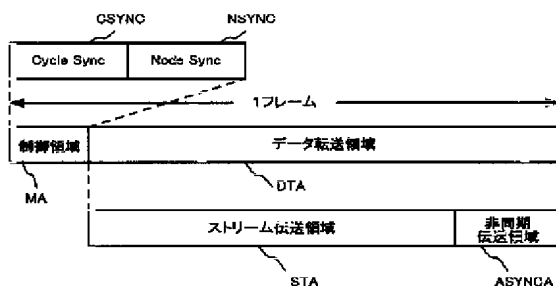 CSYNC NSYNC
Cycle Sync Node Sync
1フレーム
制御領域 データ転送領域
MA DTA
ストリーム伝送領域 非同期
伝送領域
STA ASYNCA